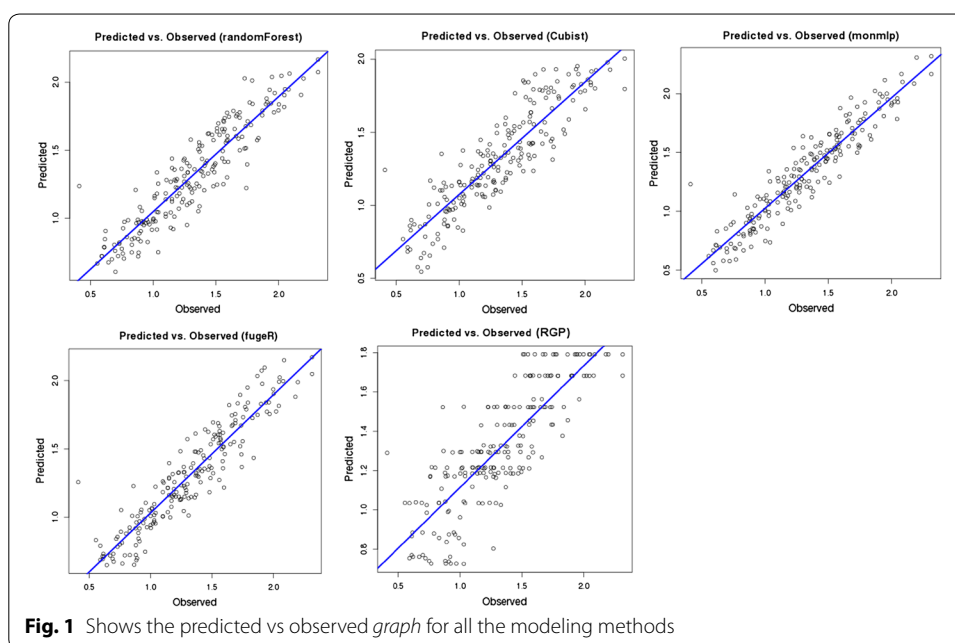 Predicted vs. Observed (randomForest)
Predicted
2.0
1.5
1.0
0.5 1.0 1.5 2.0
Observed
Predicted vs. Observed (Cubist)
Predicted
2.0
1.5
1.0
0.5
0.5 1.0 1.5 2.0
Observed
Predicted vs. Observed (monmlp)
Predicted
2.0
1.5
1.0
0.5
0.5 1.0 1.5 2.0
Observed
Predicted vs. Observed (fugeR)
Predicted
2.0
1.5
1.0
0.5 1.0 1.5 2.0
Observed
Predicted vs. Observed (RGP)
Predicted
1.8
1.6
1.4
1.2
1.0
0.8
0.5 1.0 1.5 2.0
Observed
Fig. 1 Shows the predicted vs observed graph for all the modeling methods